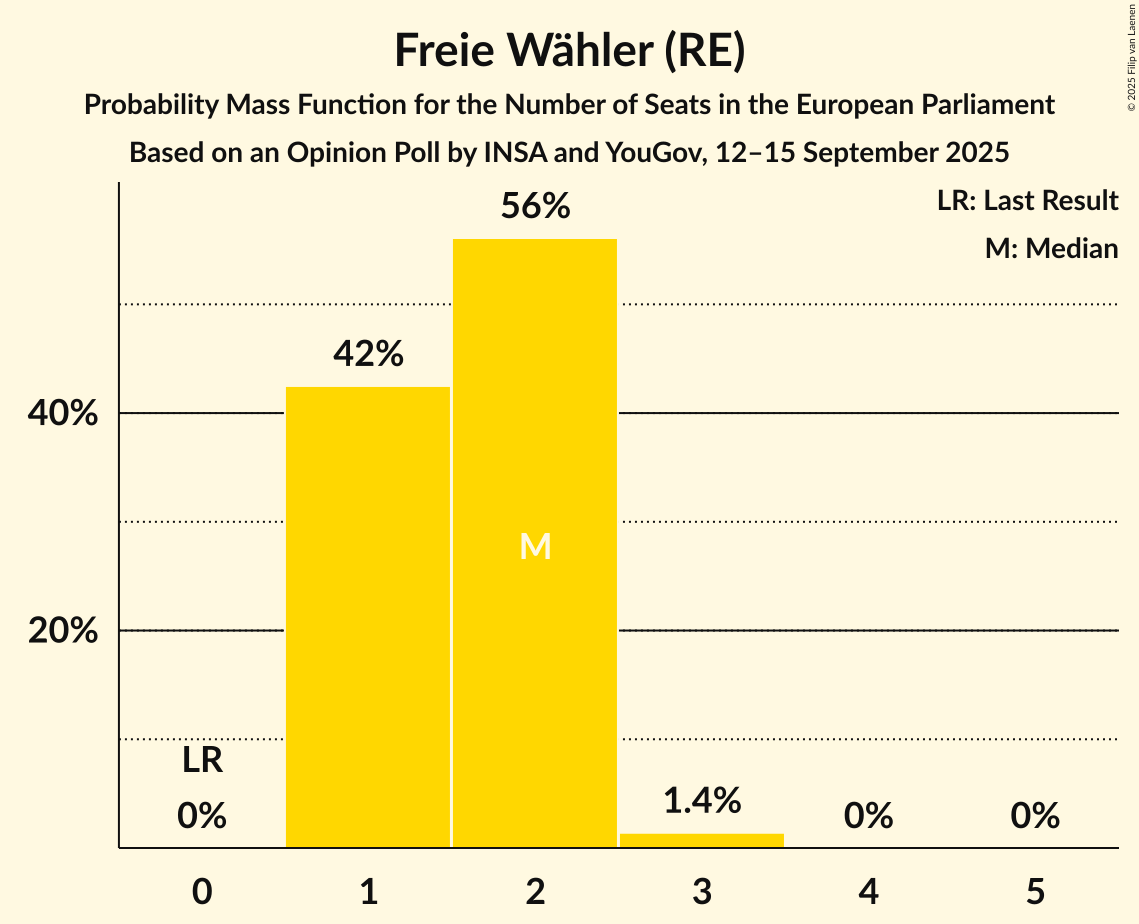 Freie Wähler (RE)
Probability Mass Function for the Number of Seats in the European Parliament
Based on an Opinion Poll by INSA and YouGov, 12–15 September 2025
© 2025 Filip van Laenen
LR: Last Result
M: Median
56%
42%
40%
M
20%
LR
0%
1.4%
0%
0%
0
1
2
3
4
5